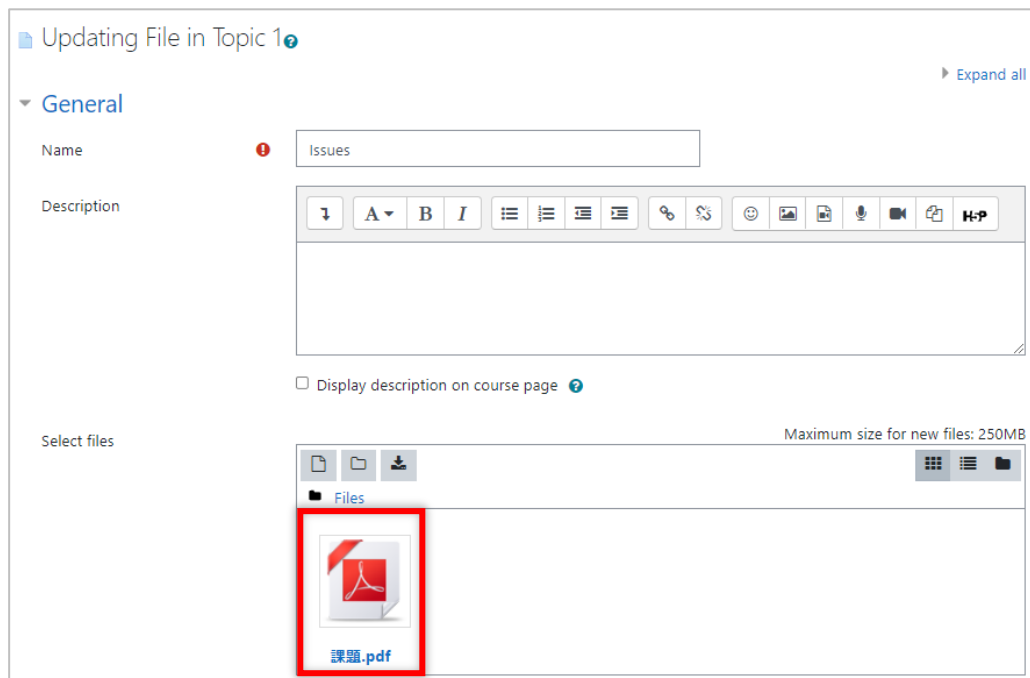 Updating File in Topic 1
Expand all
General
Name
Issues
Description
A B I H5P
Display description on course page
Maximum size for new files: 250MB
Select files
Files
課題.pdf